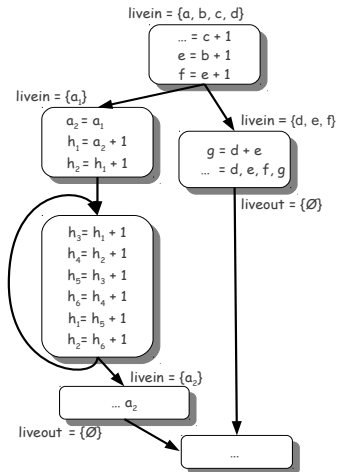 livein = {a, b, c, d}
... = c + 1
e = b + 1
f = e + 1
livein = {a₁}
a₂ = a₁
h₁ = a₂ + 1
h₂ = h₁ + 1
livein = {d, e, f}
g = d + e
... = d, e, f, g
liveout = {Ø}
h₃= h₁ + 1
h₄= h₂ + 1
h₅= h₃ + 1
h₆= h₄ + 1
h₁= h₅ + 1
h₂= h₆ + 1
livein = {a₂}
... a₂
liveout = {Ø}
...